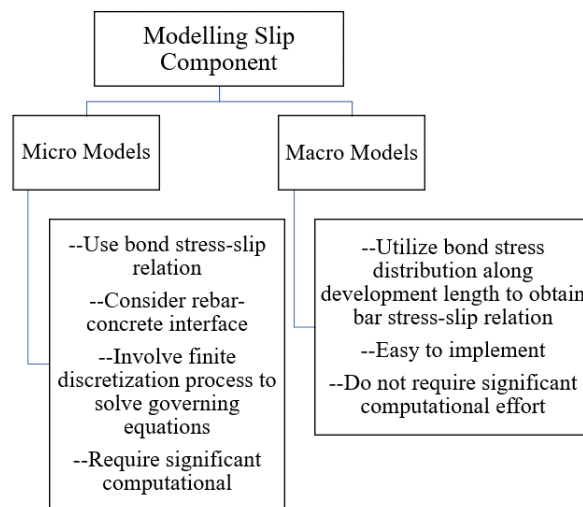 Modelling Slip
Component
Micro Models
Macro Models
--Use bond stress-slip
relation
--Consider rebar-
concrete interface
--Involve finite
discretization process to
solve governing
equations
--Require significant
computational
--Utilize bond stress
distribution along
development length to obtain
bar stress-slip relation
--Easy to implement
--Do not require significant
computational effort